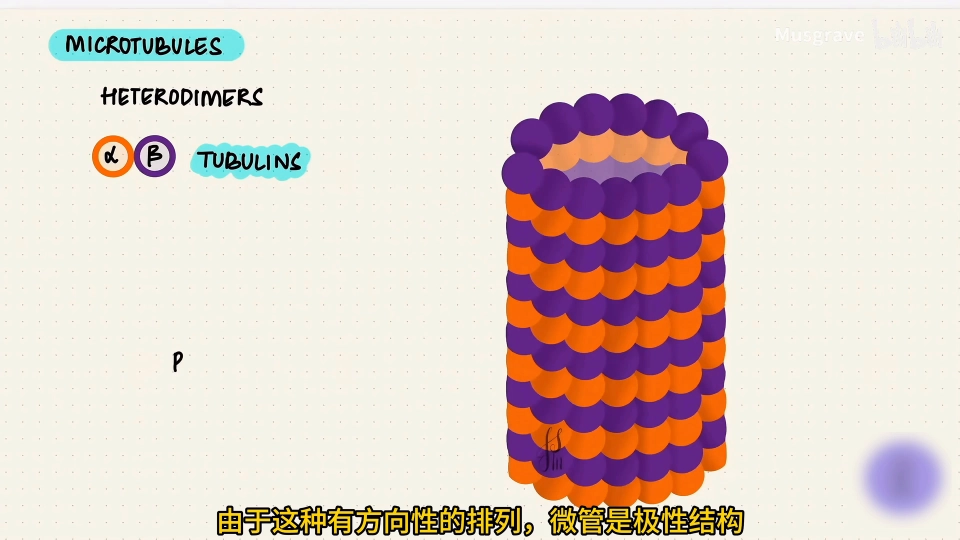 MICROTUBULES
Musgrave
HETERODIMERS
α β TUBULINS
P
由于这种有方向性的排列，微管是极性结构